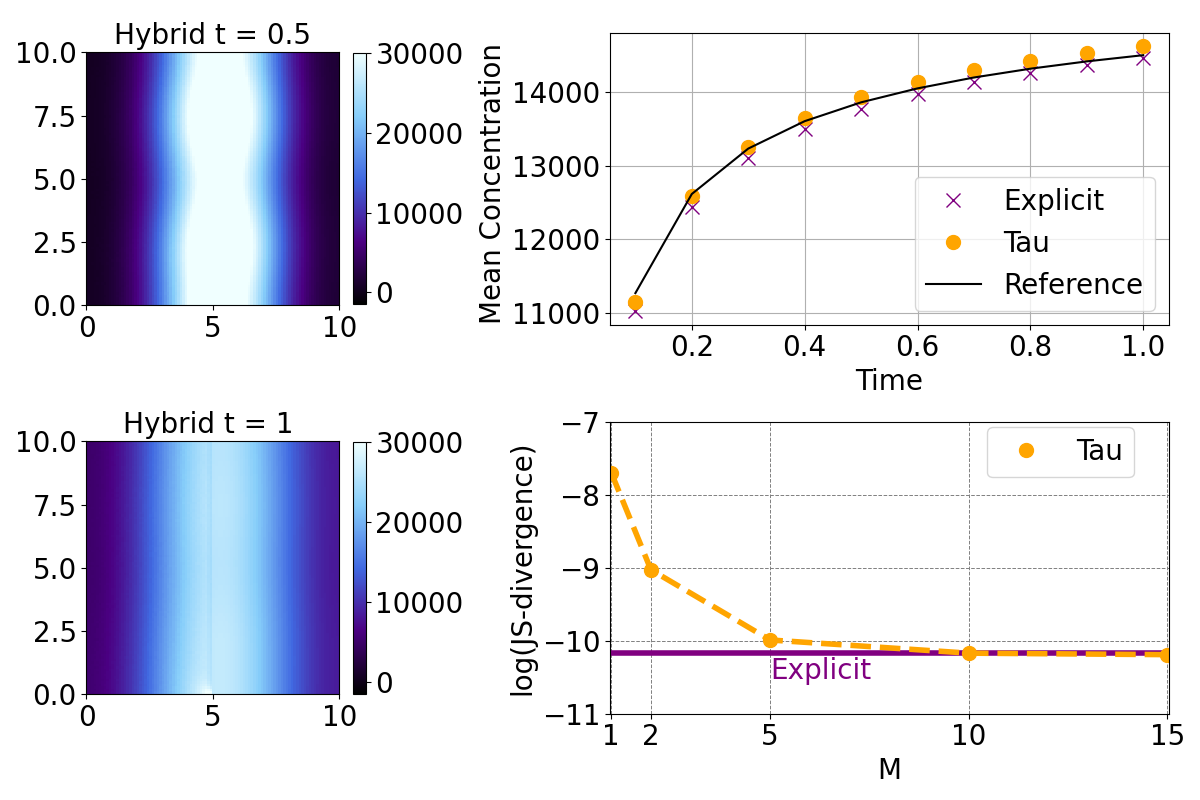 Hybrid t = 0.5
10.0
7.5
5.0
2.5
0.0
0 5 10
30000
20000
10000
0
Mean Concentration
14000
13000
12000
11000
0.2 0.4 0.6 0.8 1.0
Time
Explicit
Tau
Reference
Hybrid t = 1
10.0
7.5
5.0
2.5
0.0
0 5 10
30000
20000
10000
0
log(JS-divergence)
−7
−8
−9
−10
−11
1 2 5 10 15
M
Tau
Explicit